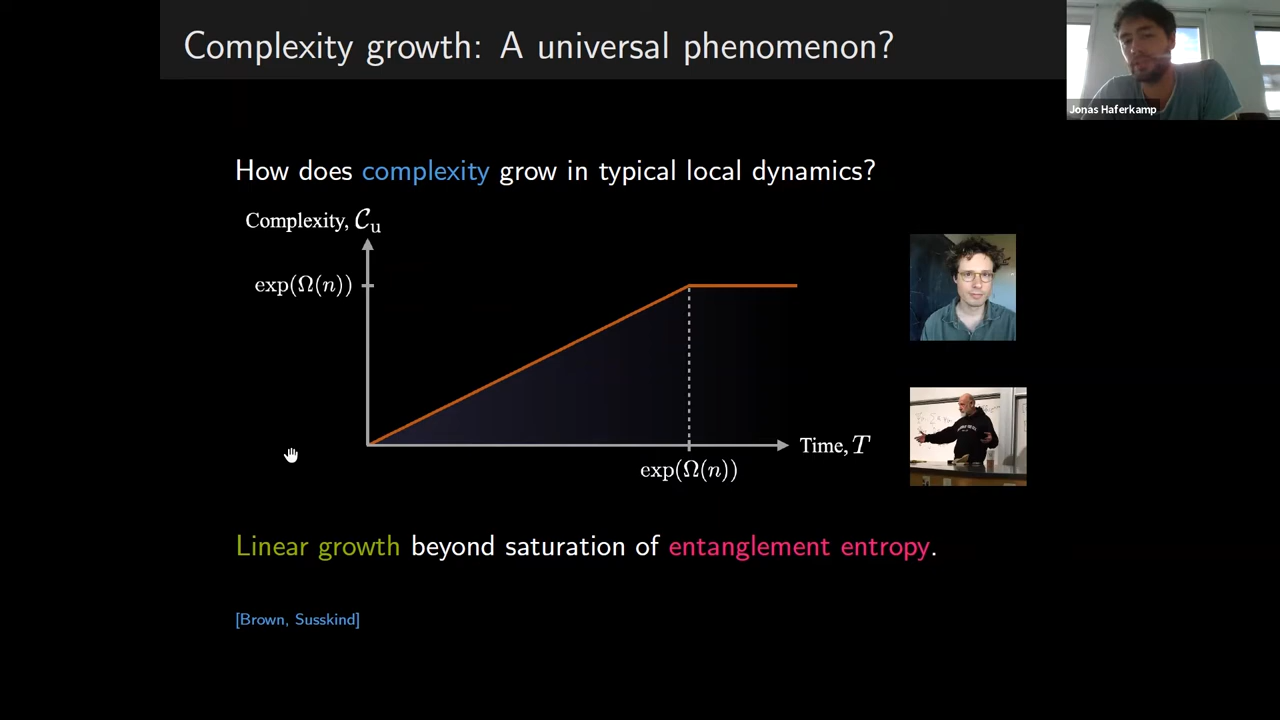 Complexity growth: A universal phenomenon?
Jonas Haferkamp
How does complexity grow in typical local dynamics?
Complexity, 𝒞u
exp(Ω(n))
Time, T
exp(Ω(n))
Linear growth beyond saturation of entanglement entropy.
[Brown, Susskind]